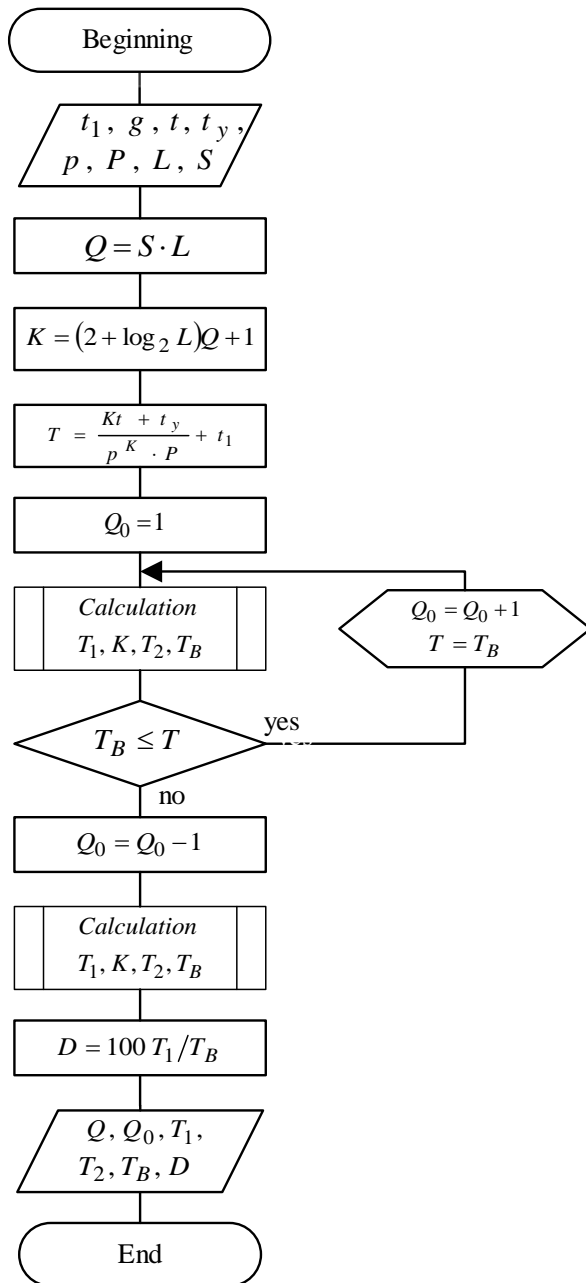 Beginning
t₁, g, t, t_y,
p, P, L, S
Q = S · L
K = (2 + log₂ L)Q + 1
T = (Kt + t_y) / (p^K · P) + t₁
Q₀ = 1
Calculation
T₁, K, T₂, T_B
Q₀ = Q₀ + 1
T = T_B
T_B ≤ T
yes
no
Q₀ = Q₀ − 1
Calculation
T₁, K, T₂, T_B
D = 100 T₁/T_B
Q, Q₀, T₁,
T₂, T_B, D
End